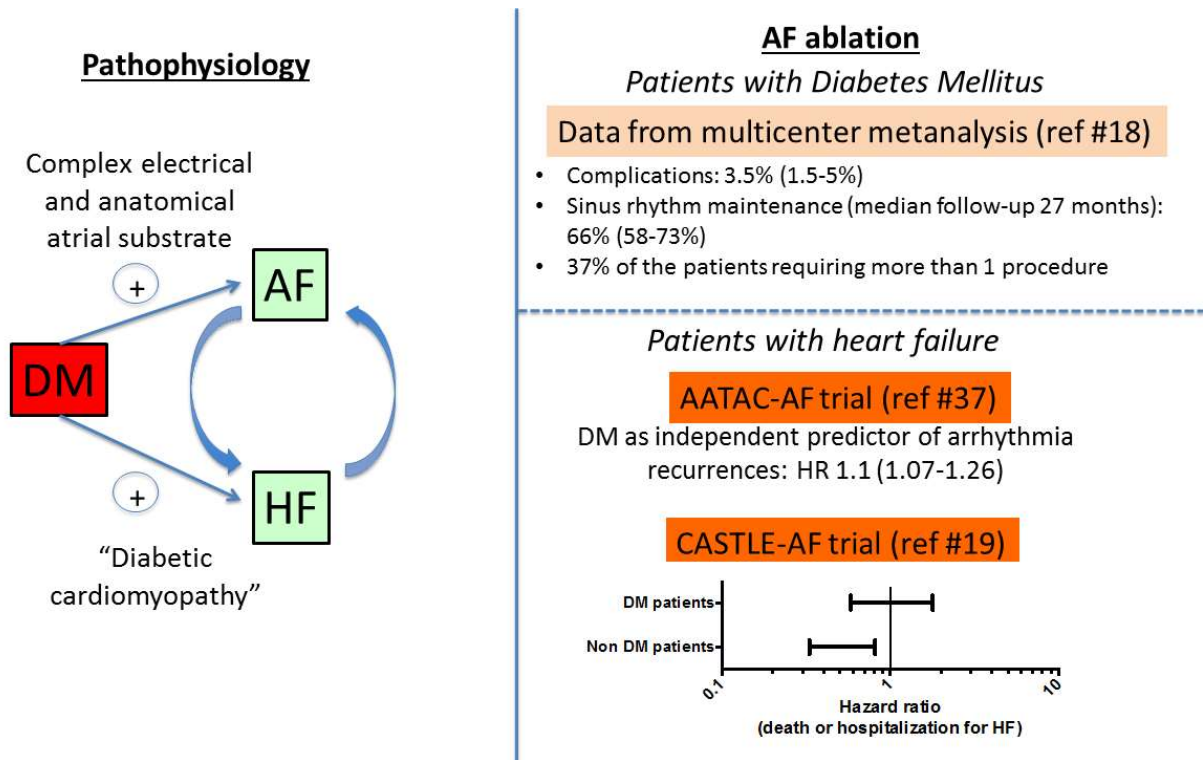 Pathophysiology
Complex electrical
and anatomical
atrial substrate
+
AF
DM
+
HF
“Diabetic
cardiomyopathy”
AF ablation
Patients with Diabetes Mellitus
Data from multicenter metanalysis (ref #18)
• Complications: 3.5% (1.5-5%)
• Sinus rhythm maintenance (median follow-up 27 months):
66% (58-73%)
• 37% of the patients requiring more than 1 procedure
Patients with heart failure
AATAC-AF trial (ref #37)
DM as independent predictor of arrhythmia
recurrences: HR 1.1 (1.07-1.26)
CASTLE-AF trial (ref #19)
DM patients
Non DM patients
0.1 1 10
Hazard ratio
(death or hospitalization for HF)